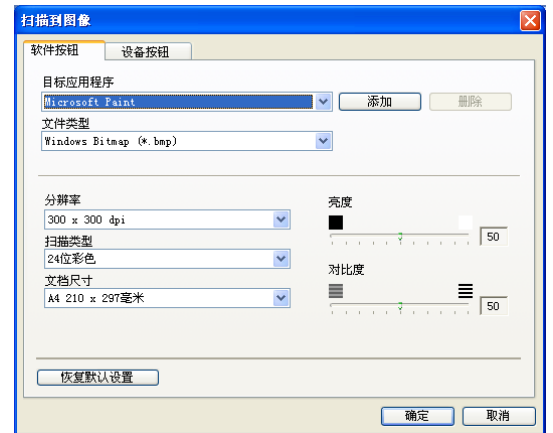 扫描到图像
软件按钮 设备按钮
目标应用程序
Microsoft Paint 添加 删除
文件类型
Windows Bitmap (*.bmp)
分辨率 亮度
300 x 300 dpi
50
扫描类型
24位彩色
对比度
文档尺寸
A4 210 x 297毫米
50
恢复默认设置
确定 取消